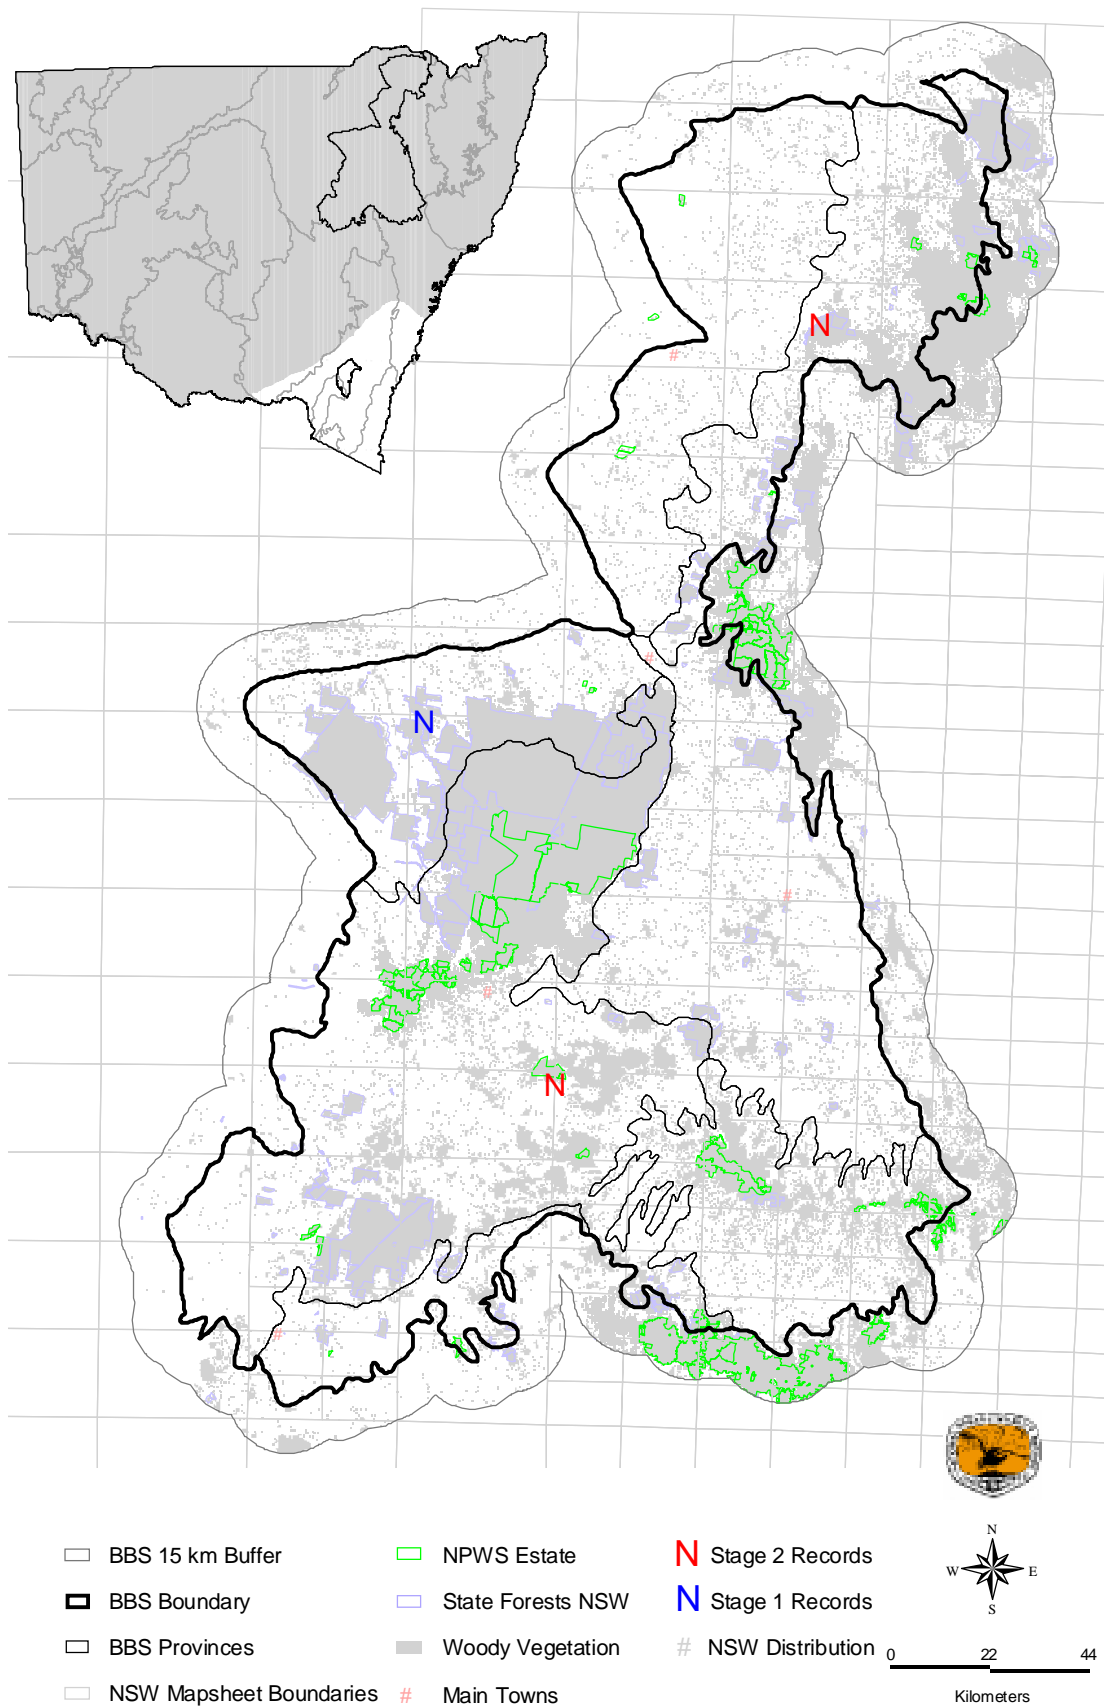 N
#
N
#
#
#
N
#
BBS 15 km Buffer
NPWS Estate
N Stage 2 Records
BBS Boundary
State Forests NSW
N Stage 1 Records
BBS Provinces
Woody Vegetation
# NSW Distribution
NSW Mapsheet Boundaries
# Main Towns
N
W E
S
0 22 44
Kilometers